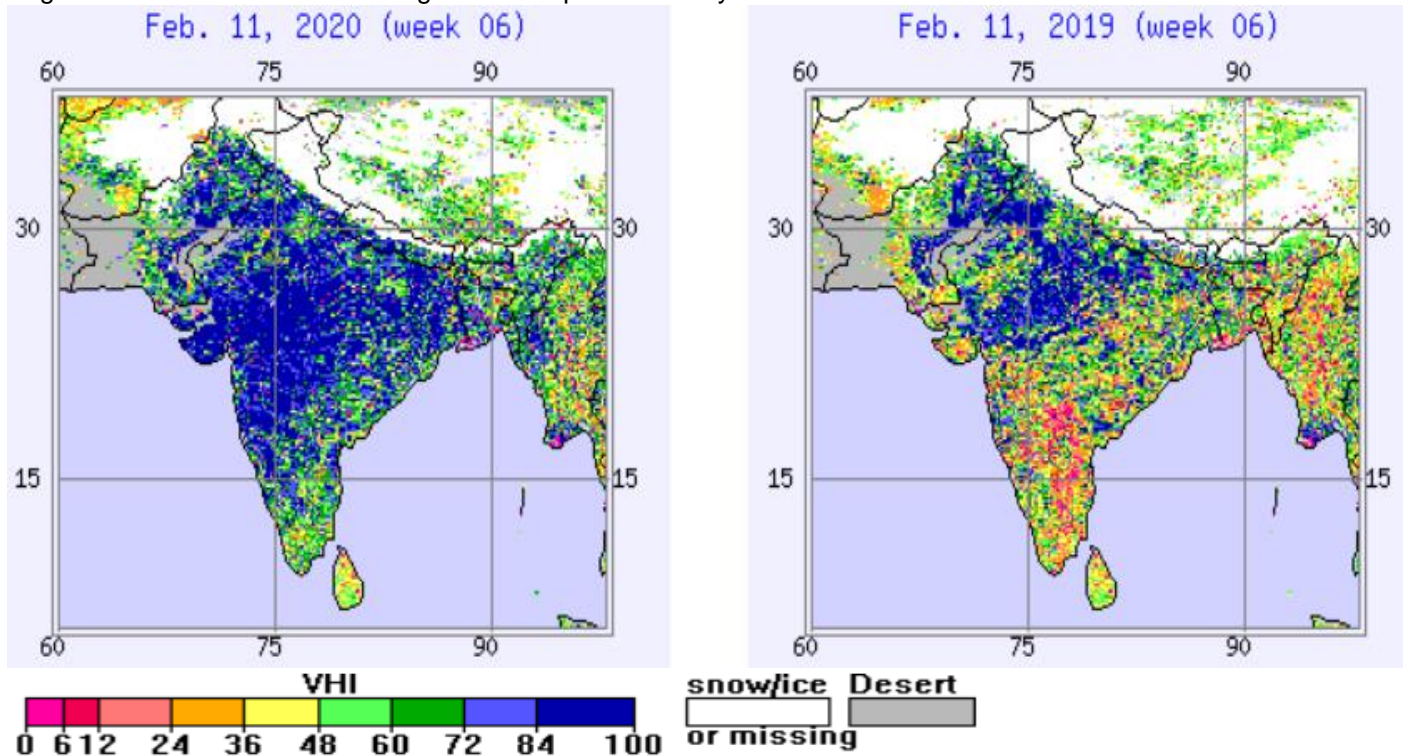 Feb. 11, 2020 (week 06)
60 75 90
30 30
15 15
60 75 90
Feb. 11, 2019 (week 06)
60 75 90
30 30
15 15
60 75 90
VHI
0 6 12 24 36 48 60 72 84 100
snow/ice
or missing
Desert